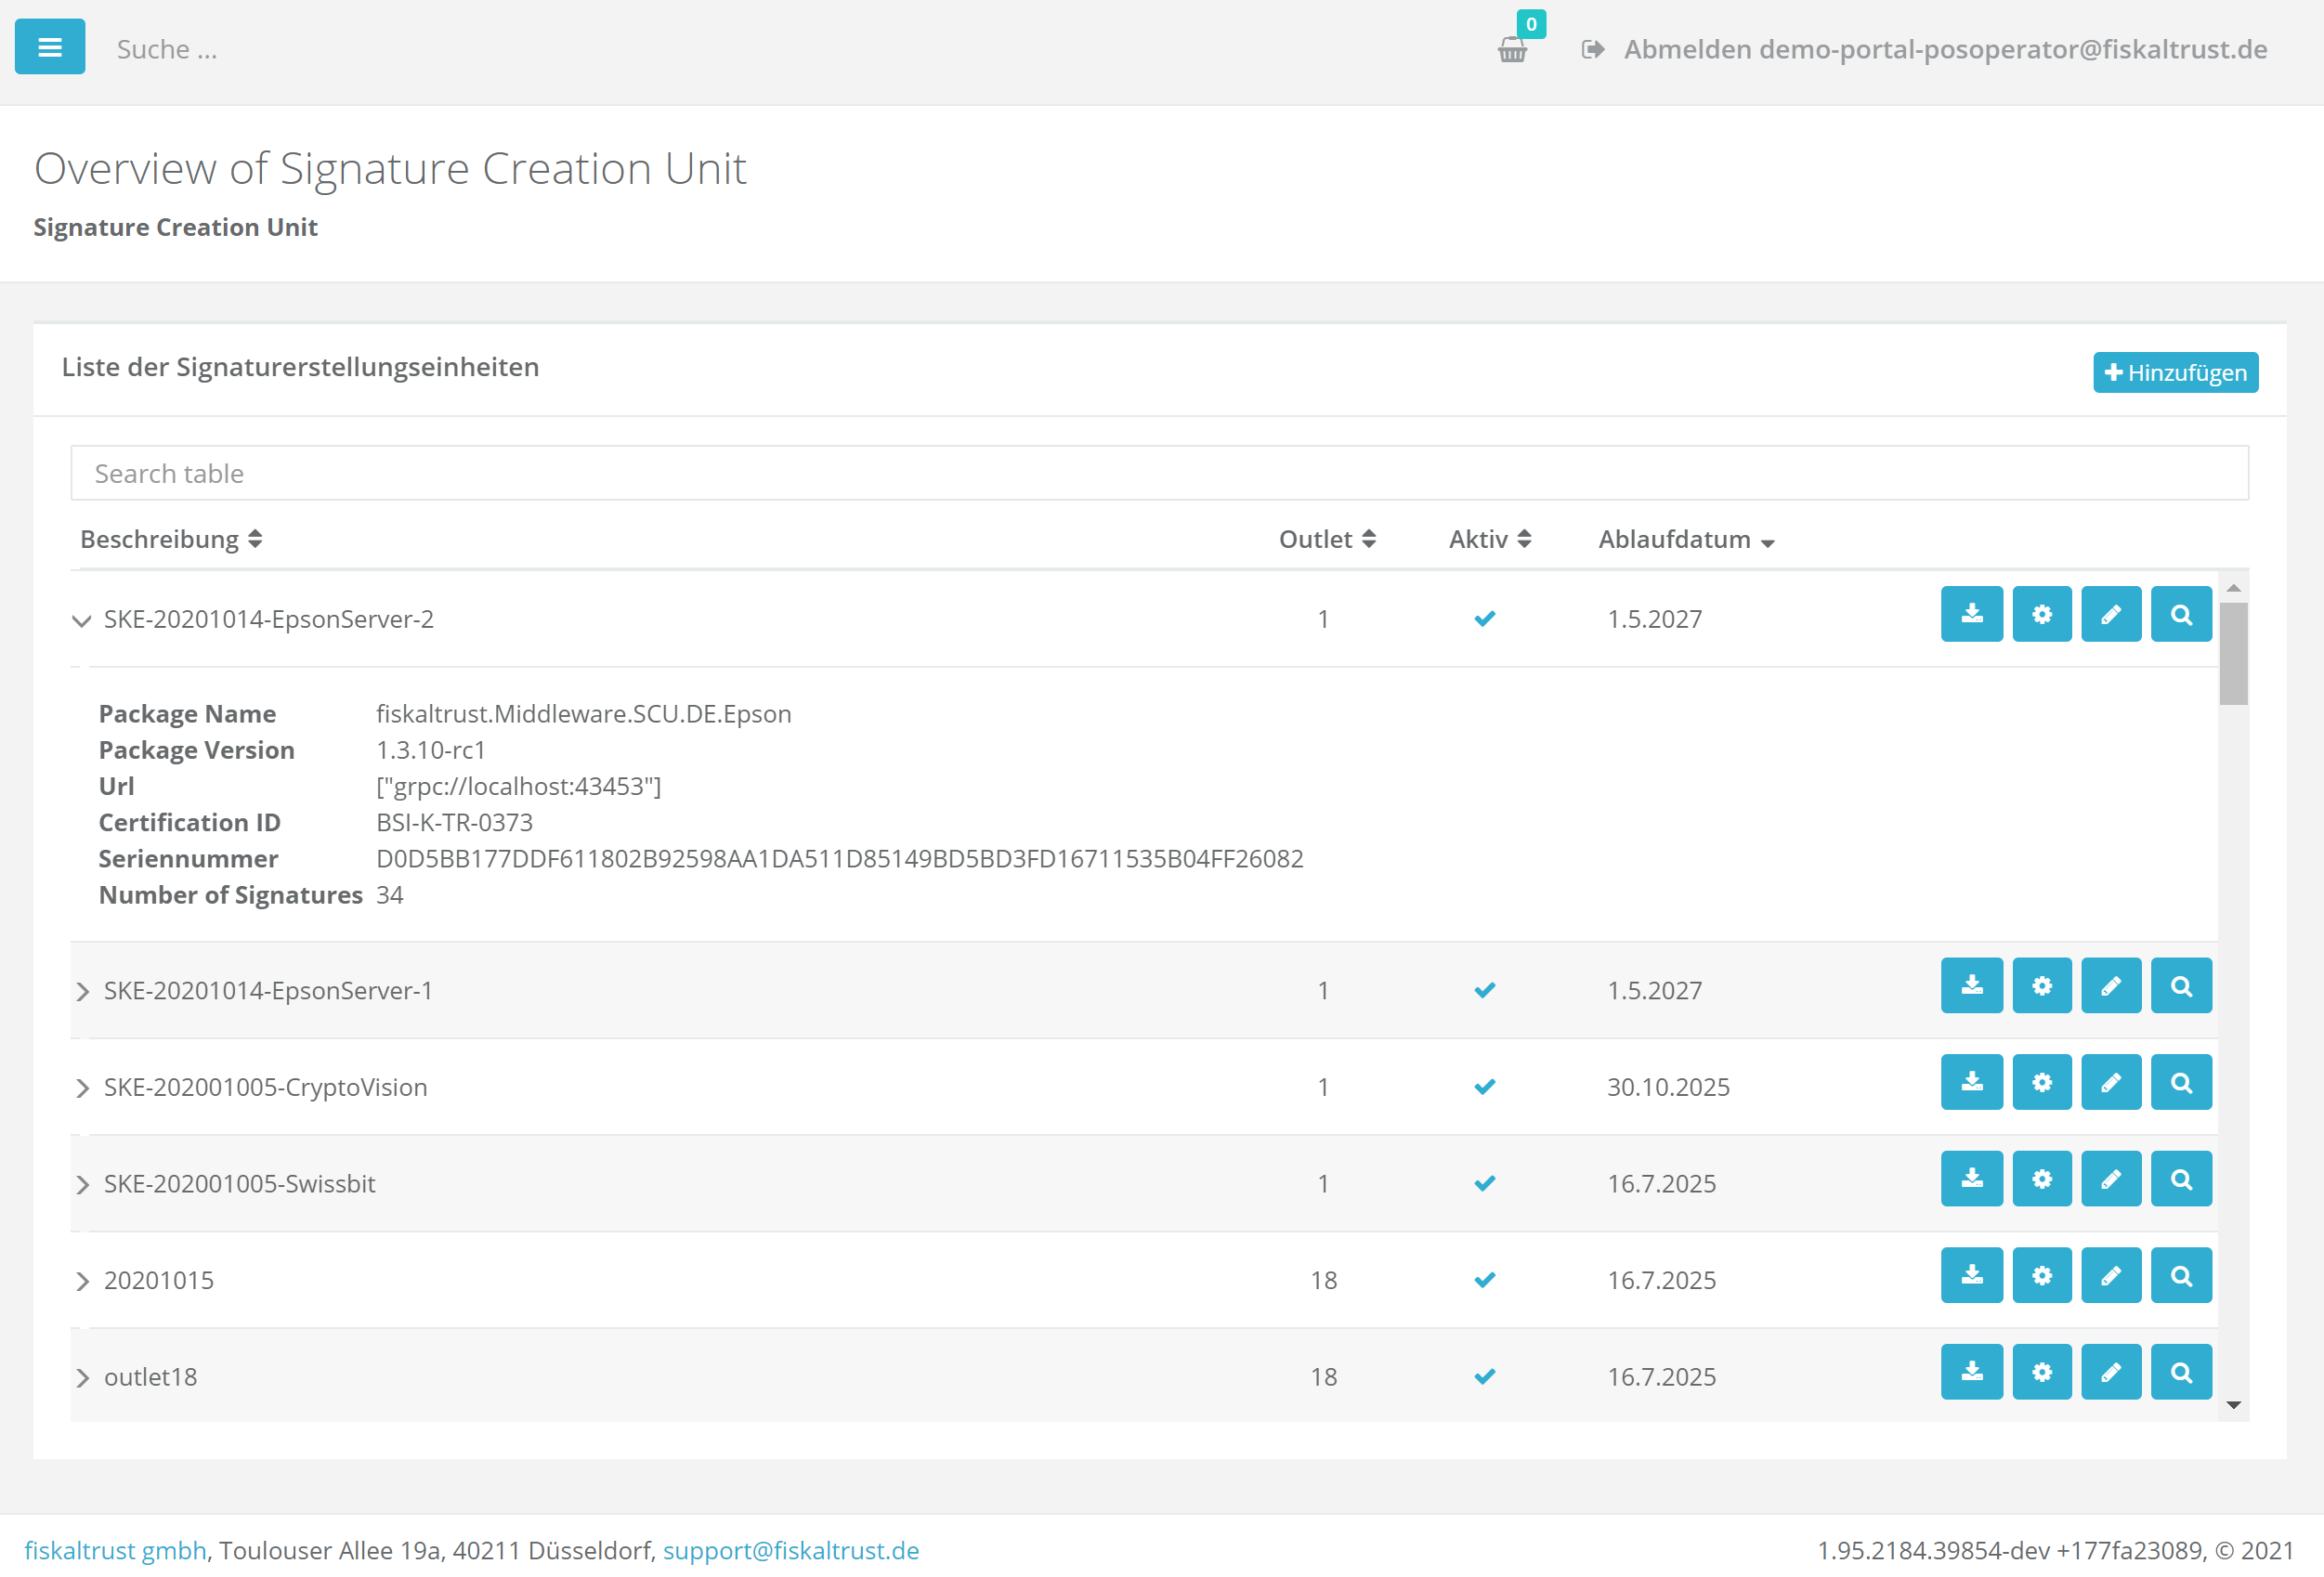 Suche ...
0
Abmelden demo-portal-posoperator@fiskaltrust.de
Overview of Signature Creation Unit
Signature Creation Unit
Liste der Signaturerstellungseinheiten
Hinzufügen
Search table
Beschreibung Outlet Aktiv Ablaufdatum
SKE-20201014-EpsonServer-2 1 1.5.2027
Package Name fiskaltrust.Middleware.SCU.DE.Epson
Package Version 1.3.10-rc1
Url ["grpc://localhost:43453"]
Certification ID BSI-K-TR-0373
Seriennummer D0D5BB177DDF611802B92598AA1DA511D85149BD5BD3FD16711535B04FF26082
Number of Signatures 34
SKE-20201014-EpsonServer-1 1 1.5.2027
SKE-202001005-CryptoVision 1 30.10.2025
SKE-202001005-Swissbit 1 16.7.2025
20201015 18 16.7.2025
outlet18 18 16.7.2025
fiskaltrust gmbh, Toulouser Allee 19a, 40211 Düsseldorf, support@fiskaltrust.de
1.95.2184.39854-dev +177fa23089, © 2021